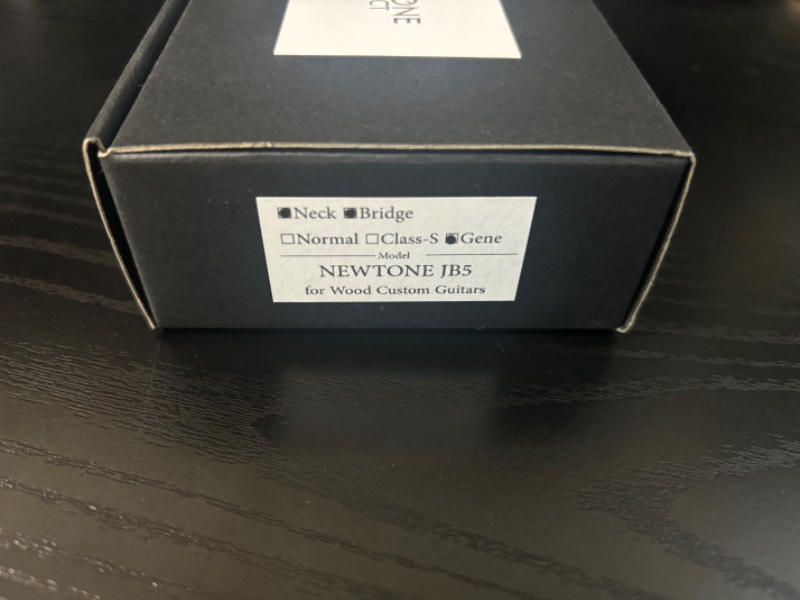 ■Neck ■Bridge
□Normal □Class-S ■Gene
Model
NEWTONE JB5
for Wood Custom Guitars